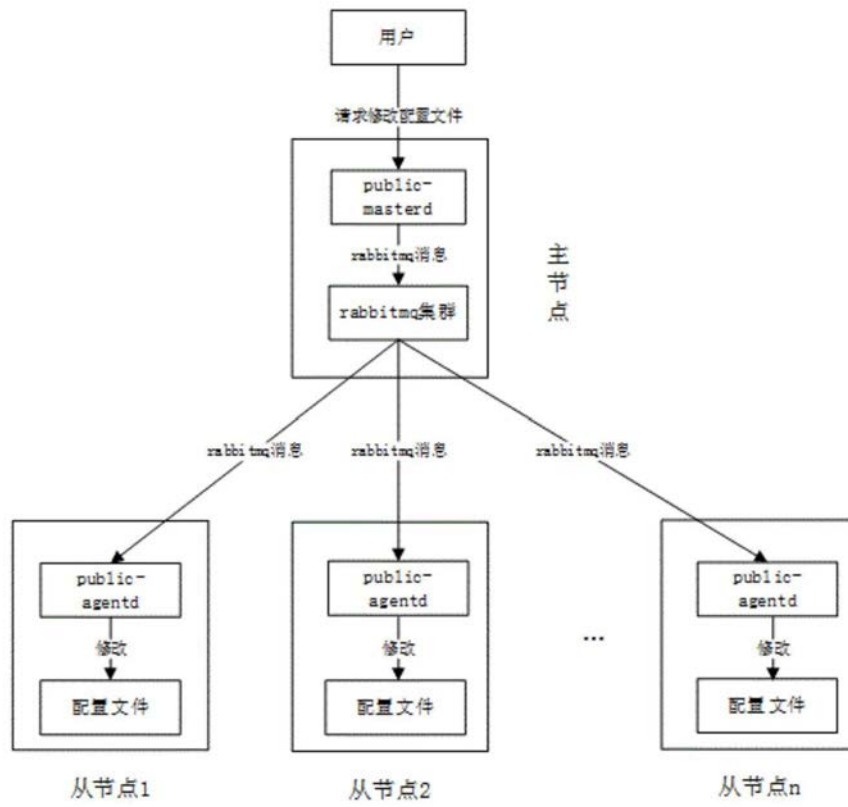 用户
请求修改配置文件
public-
masterd
rabbitmq消息
rabbitmq集群
主
节
点
rabbitmq消息 rabbitmq消息 rabbitmq消息
public-
agentd
修改
配置文件
从节点1
public-
agentd
修改
配置文件
从节点2
...
public-
agentd
修改
配置文件
从节点n